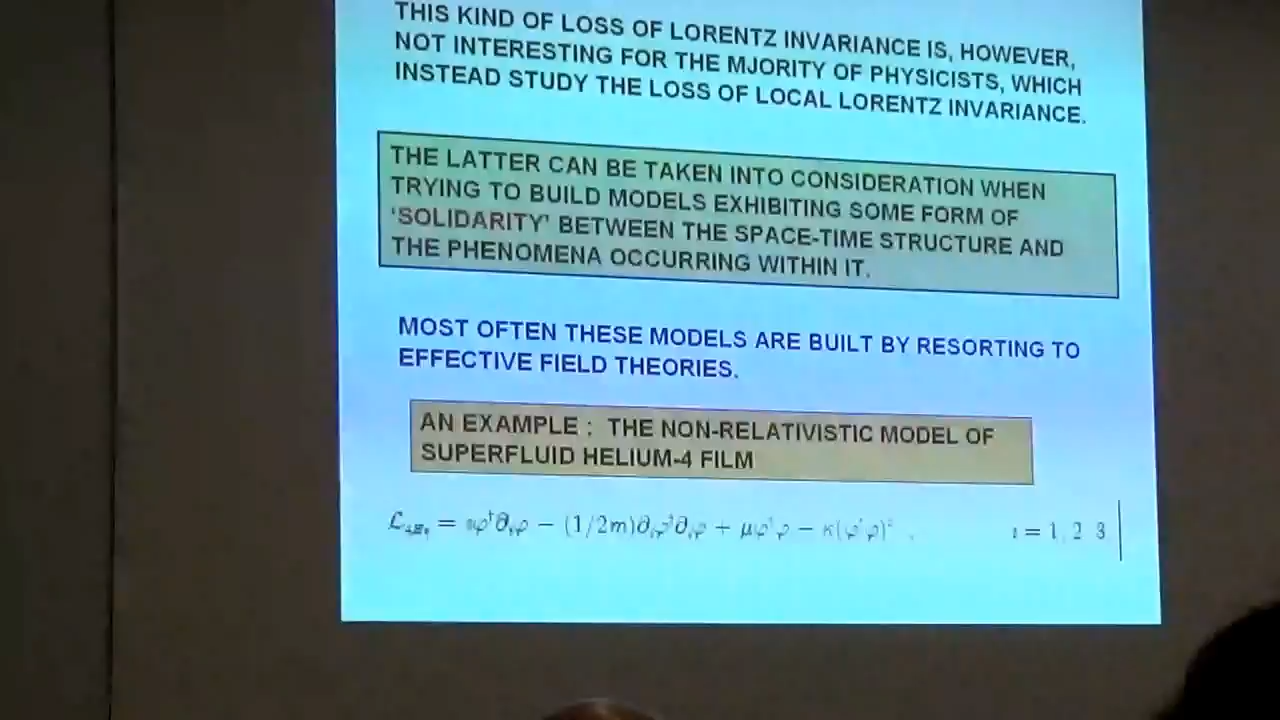 THIS KIND OF LOSS OF LORENTZ INVARIANCE IS, HOWEVER,
NOT INTERESTING FOR THE MJORITY OF PHYSICISTS, WHICH
INSTEAD STUDY THE LOSS OF LOCAL LORENTZ INVARIANCE.
THE LATTER CAN BE TAKEN INTO CONSIDERATION WHEN
TRYING TO BUILD MODELS EXHIBITING SOME FORM OF
'SOLIDARITY' BETWEEN THE SPACE-TIME STRUCTURE AND
THE PHENOMENA OCCURRING WITHIN IT.
MOST OFTEN THESE MODELS ARE BUILT BY RESORTING TO
EFFECTIVE FIELD THEORIES.
AN EXAMPLE : THE NON-RELATIVISTIC MODEL OF
SUPERFLUID HELIUM-4 FILM
= − (1/2m) + − ı = 1, 2 3